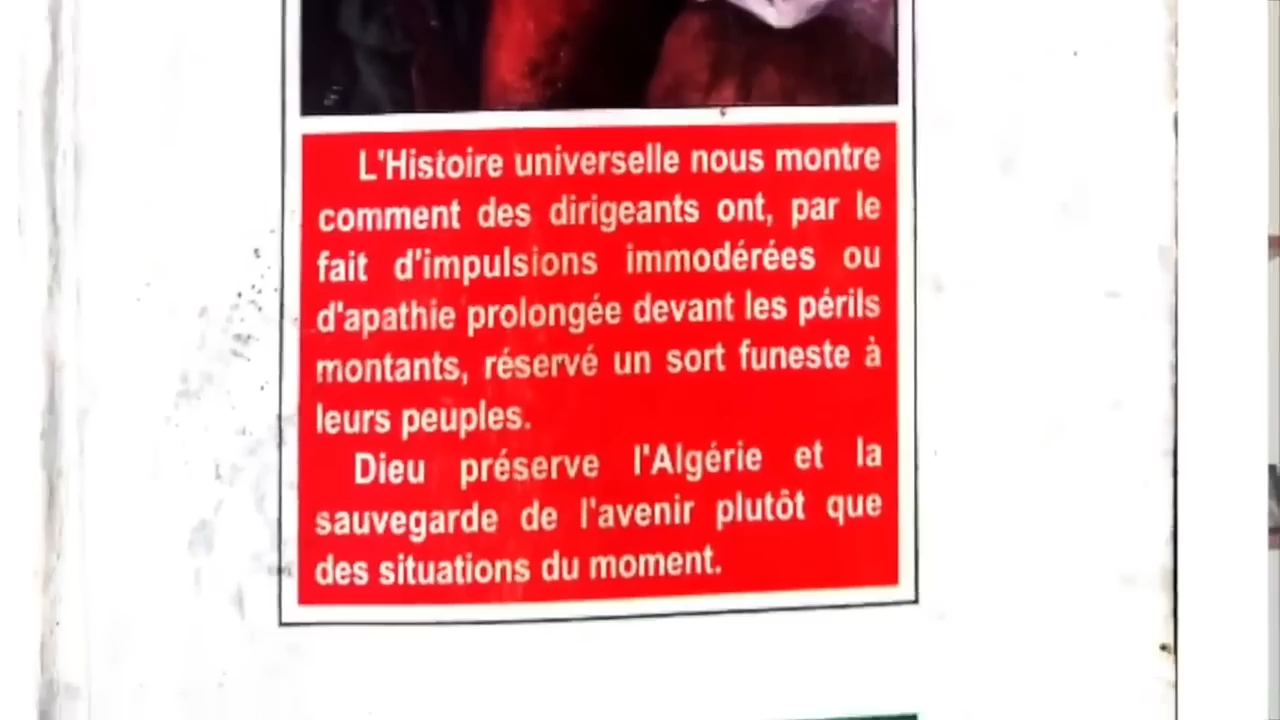 L'Histoire universelle nous montre
comment des dirigeants ont, par le
fait d'impulsions immodérées ou
d'apathie prolongée devant les périls
montants, réservé un sort funeste à
leurs peuples.
Dieu préserve l'Algérie et la
sauvegarde de l'avenir plutôt que
des situations du moment.